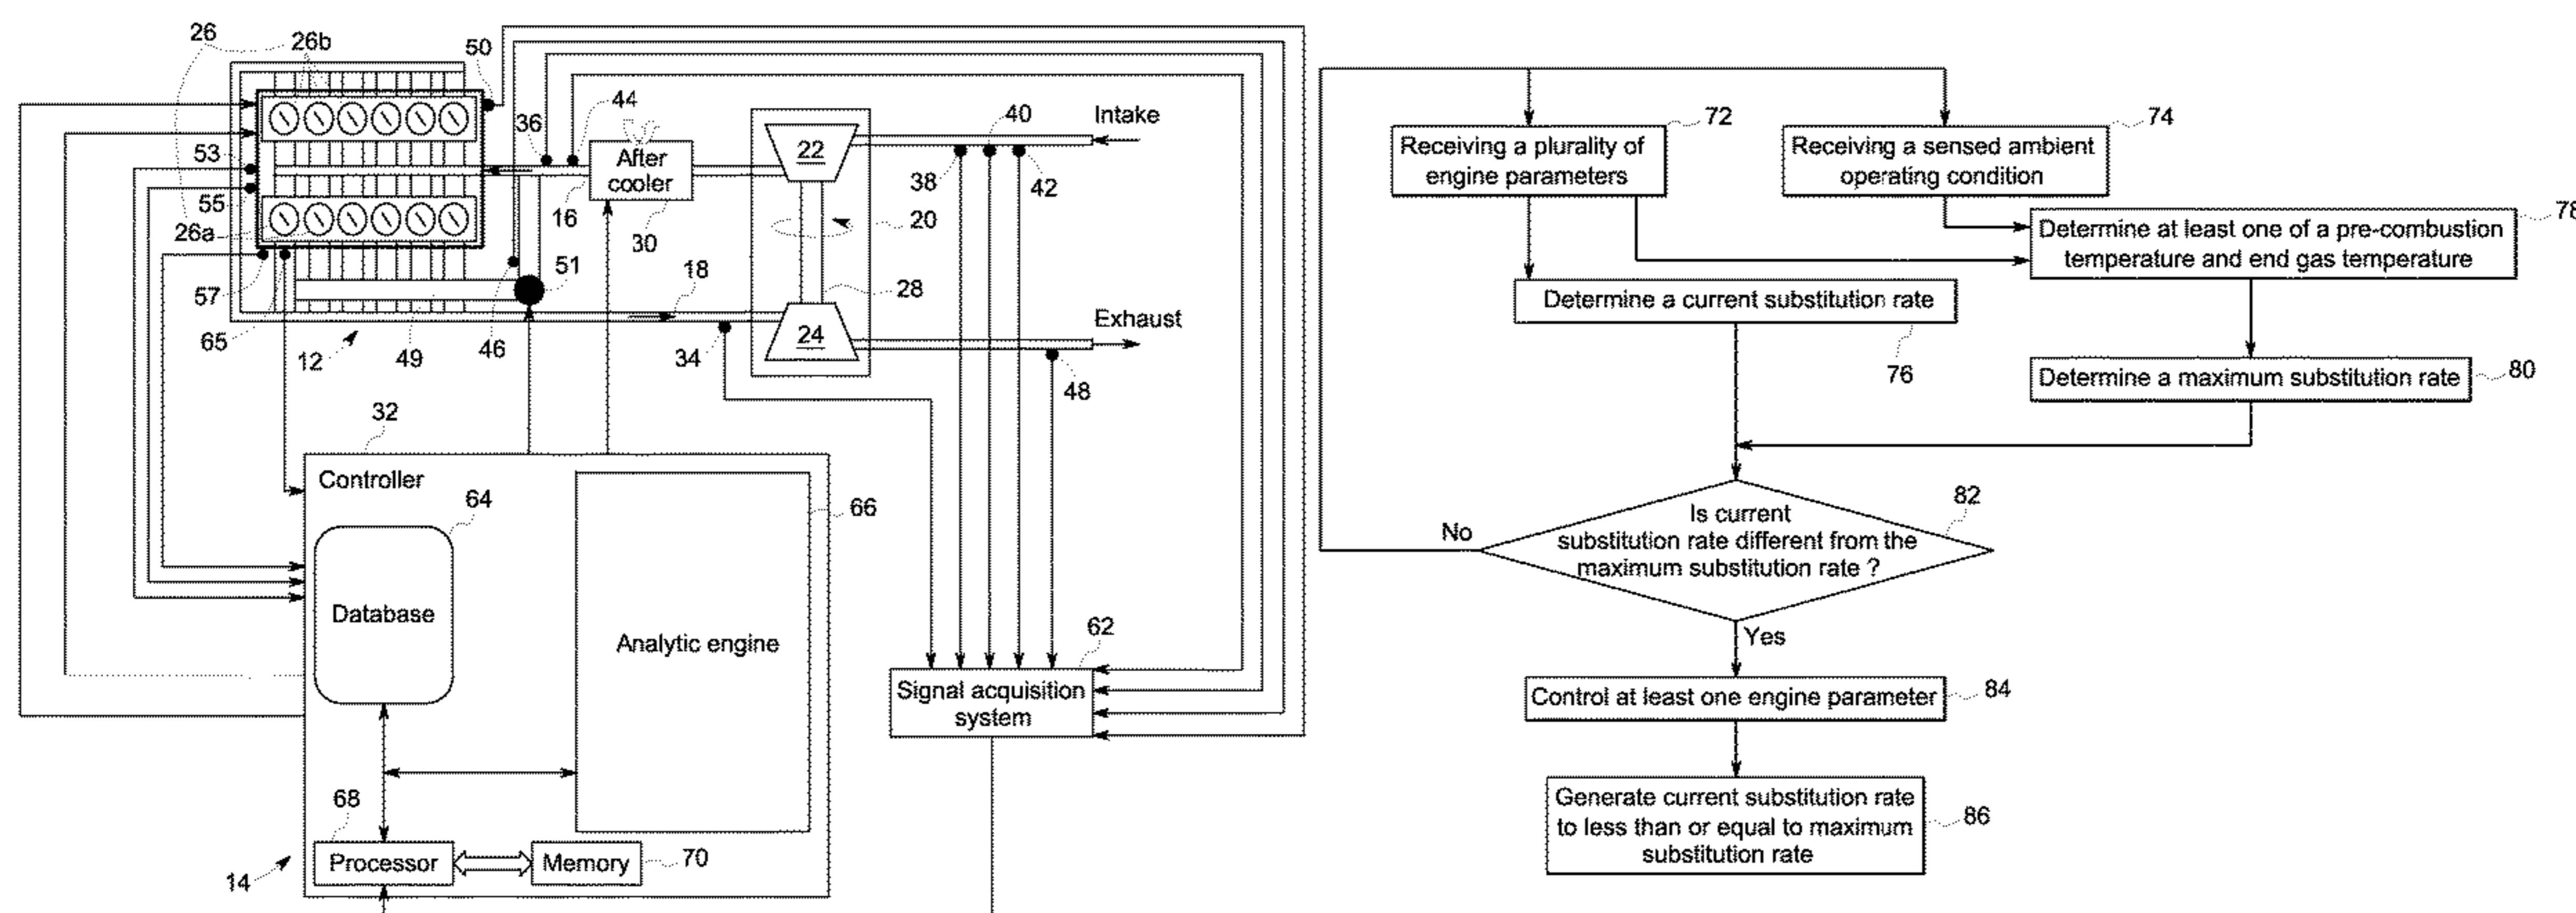 26
26b
50
36
44
After
cooler
16
30
22
40
38
42
Intake
20
53
55
26a
57
65
12
49
46
51
18
28
34
24
Exhaust
48
32
Controller
64
66
Database
Analytic engine
62
Signal acquisition
system
68
Processor
Memory
70
14
72
Receiving a plurality of
engine parameters
74
Receiving a sensed ambient
operating condition
78
Determine at least one of a pre-combustion
temperature and end gas temperature
Determine a current substitution rate
76
Determine a maximum substitution rate
80
82
Is current
substitution rate different from the
maximum substitution rate ?
No
Yes
Control at least one engine parameter
84
Generate current substitution rate
to less than or equal to maximum
substitution rate
86